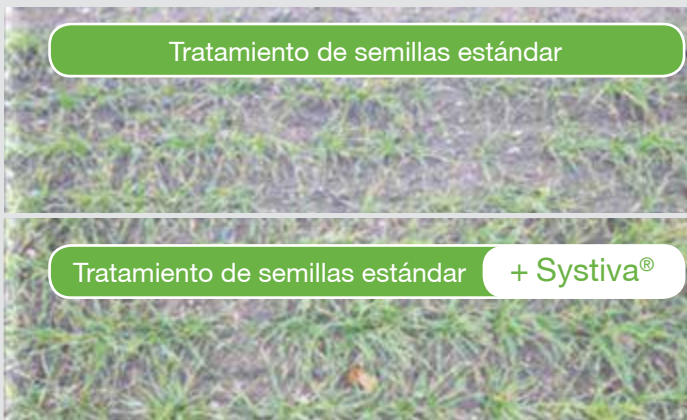 Tratamiento de semillas estándar
Tratamiento de semillas estándar + Systiva®